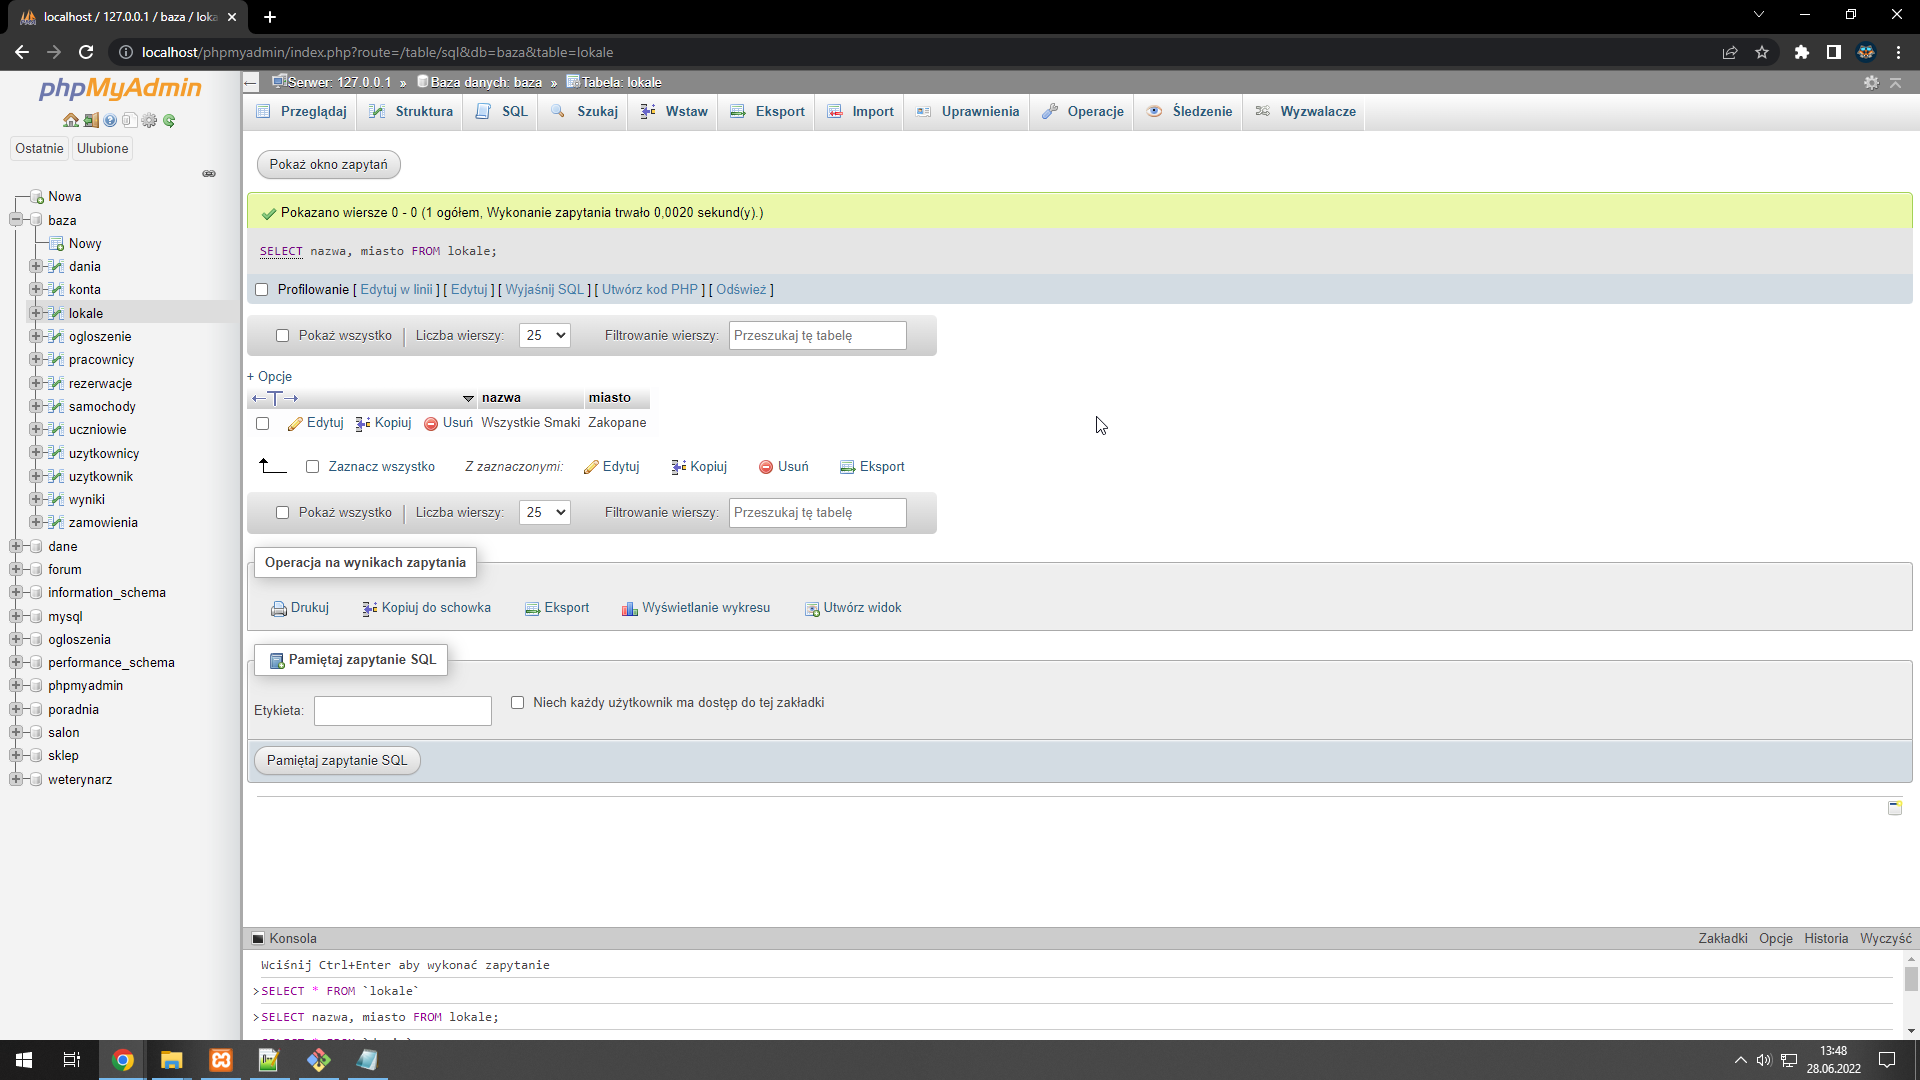 localhost / 127.0.0.1 / baza / loka
localhost/phpmyadmin/index.php?route=/table/sql&db=baza&table=lokale
phpMyAdmin
Ostatnie
Ulubione
Nowa
baza
Nowy
dania
konta
lokale
ogloszenie
pracownicy
rezerwacje
samochody
uczniowie
uzytkownicy
uzytkownik
wyniki
zamowienia
dane
forum
information_schema
mysql
ogloszenia
performance_schema
phpmyadmin
poradnia
salon
sklep
weterynarz
Serwer: 127.0.0.1 » Baza danych: baza » Tabela: lokale
Przeglądaj Struktura SQL Szukaj Wstaw Eksport Import Uprawnienia Operacje Śledzenie Wyzwalacze
Pokaż okno zapytań
Pokazano wiersze 0 - 0 (1 ogółem, Wykonanie zapytania trwało 0,0020 sekund(y).)
SELECT nazwa, miasto FROM lokale;
Profilowanie [ Edytuj w linii ] [ Edytuj ] [ Wyjaśnij SQL ] [ Utwórz kod PHP ] [ Odśwież ]
Pokaż wszystko | Liczba wierszy: 25 Filtrowanie wierszy: Przeszukaj tę tabelę
+ Opcje
←T→ nazwa miasto
Edytuj Kopiuj Usuń Wszystkie Smaki Zakopane
Zaznacz wszystko Z zaznaczonymi: Edytuj Kopiuj Usuń Eksport
Pokaż wszystko | Liczba wierszy: 25 Filtrowanie wierszy: Przeszukaj tę tabelę
Operacja na wynikach zapytania
Drukuj Kopiuj do schowka Eksport Wyświetlanie wykresu Utwórz widok
Pamiętaj zapytanie SQL
Etykieta: Niech każdy użytkownik ma dostęp do tej zakładki
Pamiętaj zapytanie SQL
Konsola Zakładki Opcje Historia Wyczyść
Wciśnij Ctrl+Enter aby wykonać zapytanie
>SELECT * FROM `lokale`
>SELECT nazwa, miasto FROM lokale;
13:48
28.06.2022